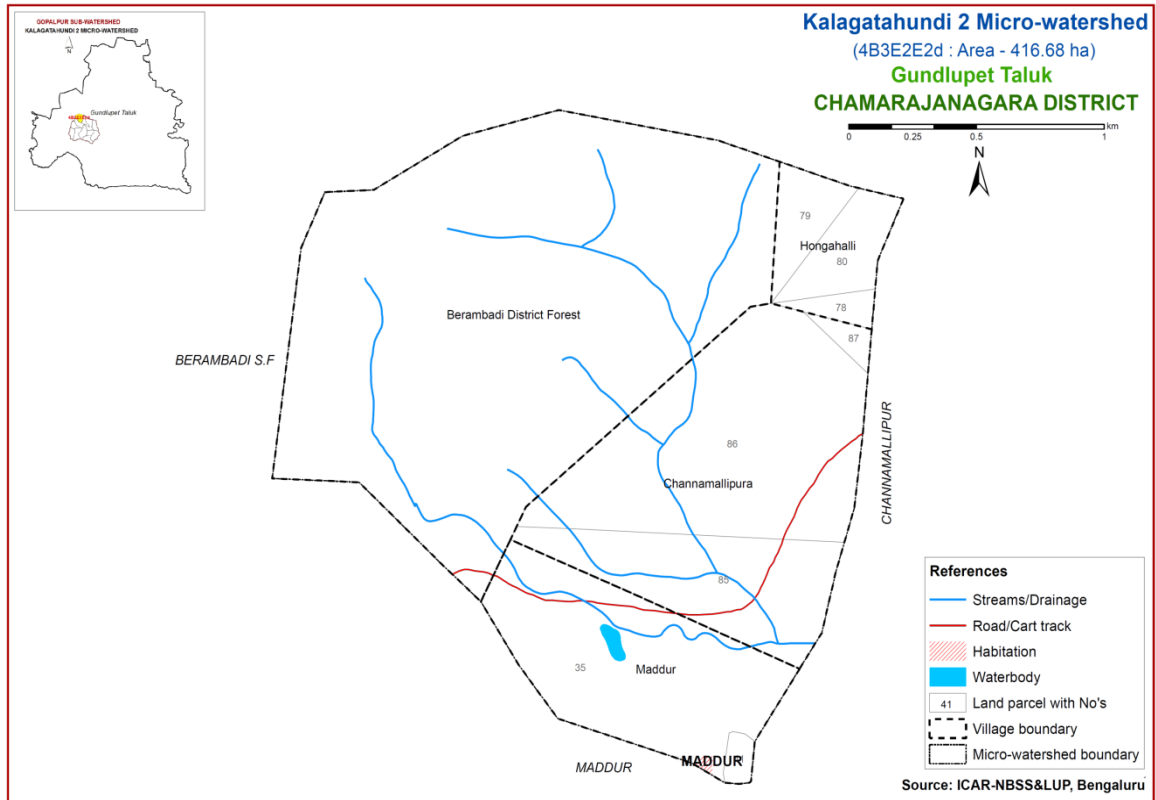 GOPALPUR SUB-WATERSHED
KALAGATAHUNDI 2 MICRO-WATERSHED
N
Gundlupet Taluk
Kalagatahundi 2 Micro-watershed
(4B3E2E2d : Area - 416.68 ha)
Gundlupet Taluk
CHAMARAJANAGARA DISTRICT
km
0 0.25 0.5 1
N
79
Hongahalli
80
78
87
Berambadi District Forest
BERAMBADI S.F
86
Channamallipura
CHANNAMALLIPUR
85
35
Maddur
MADDUR
MADDUR
References
Streams/Drainage
Road/Cart track
Habitation
Waterbody
41 Land parcel with No's
Village boundary
Micro-watershed boundary
Source: ICAR-NBSS&LUP, Bengaluru